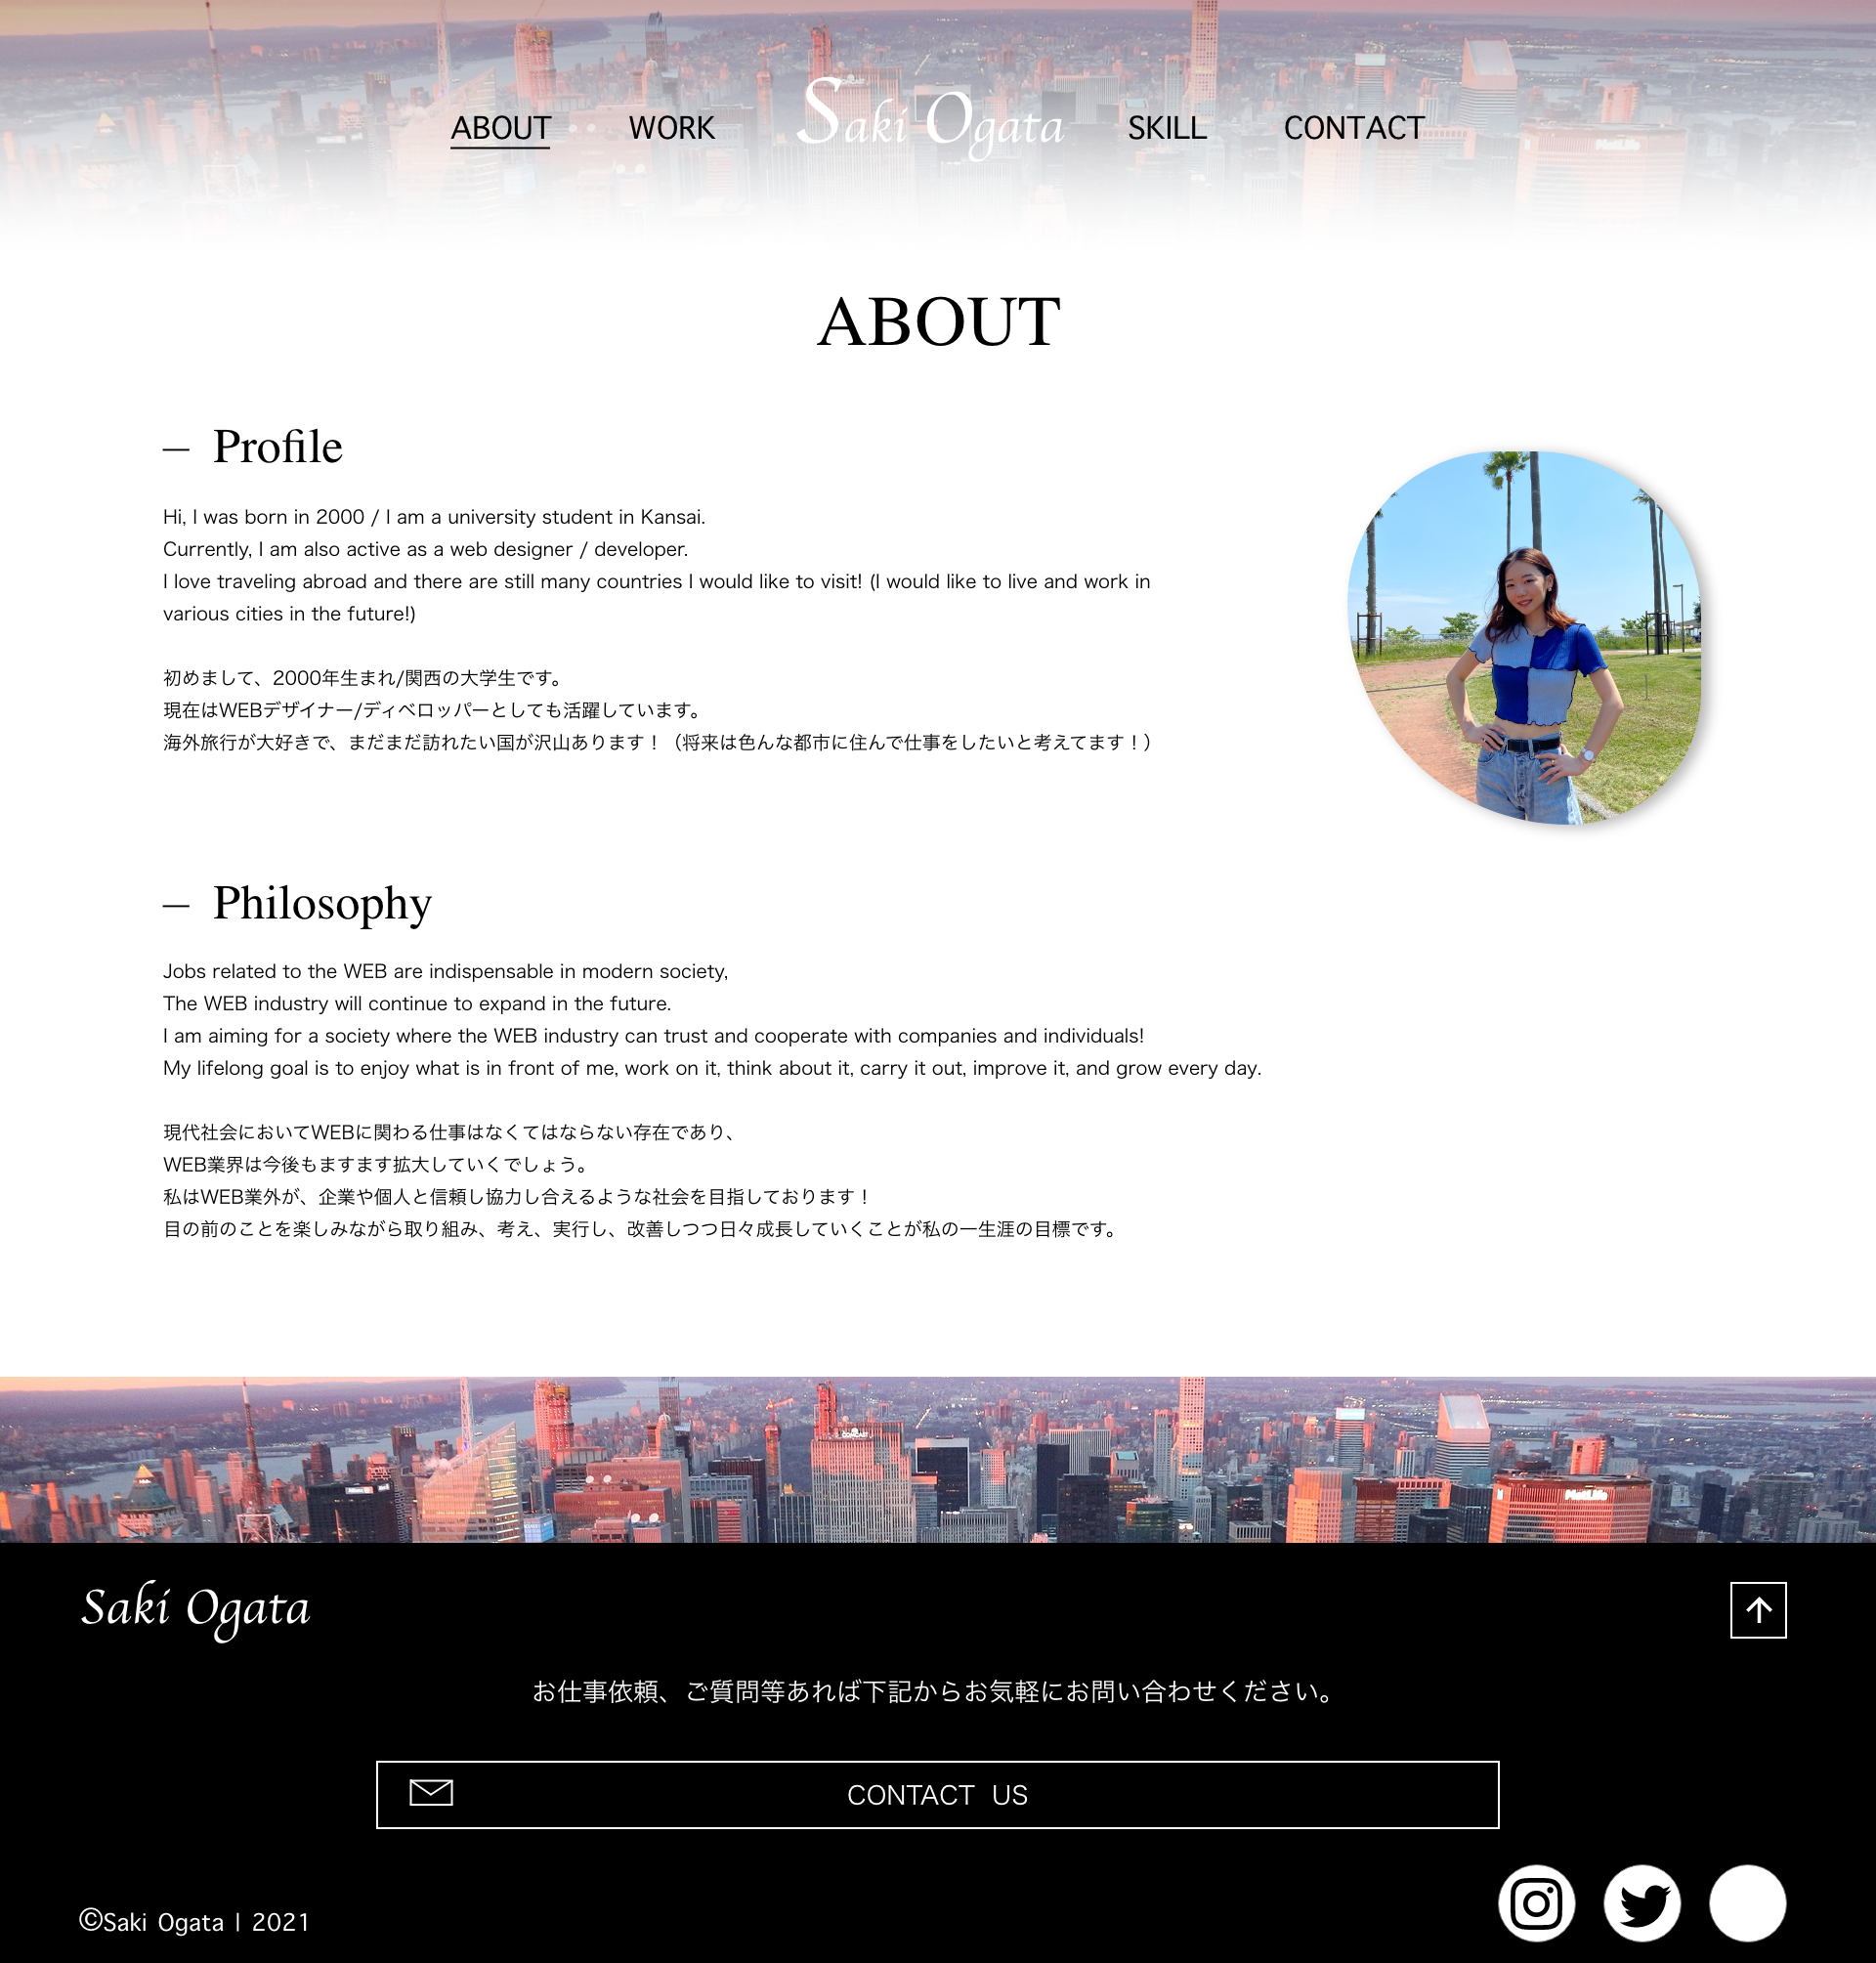 ABOUT WORK Saki Ogata SKILL CONTACT
ABOUT
– Profile
Hi, I was born in 2000 / I am a university student in Kansai.
Currently, I am also active as a web designer / developer.
I love traveling abroad and there are still many countries I would like to visit! (I would like to live and work in
various cities in the future!)
初めまして、2000年生まれ/関西の大学生です。
現在はWEBデザイナー/ディベロッパーとしても活躍しています。
海外旅行が大好きで、まだまだ訪れたい国が沢山あります！（将来は色んな都市に住んで仕事をしたいと考えてます！）
– Philosophy
Jobs related to the WEB are indispensable in modern society,
The WEB industry will continue to expand in the future.
I am aiming for a society where the WEB industry can trust and cooperate with companies and individuals!
My lifelong goal is to enjoy what is in front of me, work on it, think about it, carry it out, improve it, and grow every day.
現代社会においてWEBに関わる仕事はなくてはならない存在であり、
WEB業界は今後もますます拡大していくでしょう。
私はWEB業外が、企業や個人と信頼し協力し合えるような社会を目指しております！
目の前のことを楽しみながら取り組み、考え、実行し、改善しつつ日々成長していくことが私の一生涯の目標です。
COMCAST
MetLife
Saki Ogata
お仕事依頼、ご質問等あれば下記からお気軽にお問い合わせください。
CONTACT US
©Saki Ogata | 2021